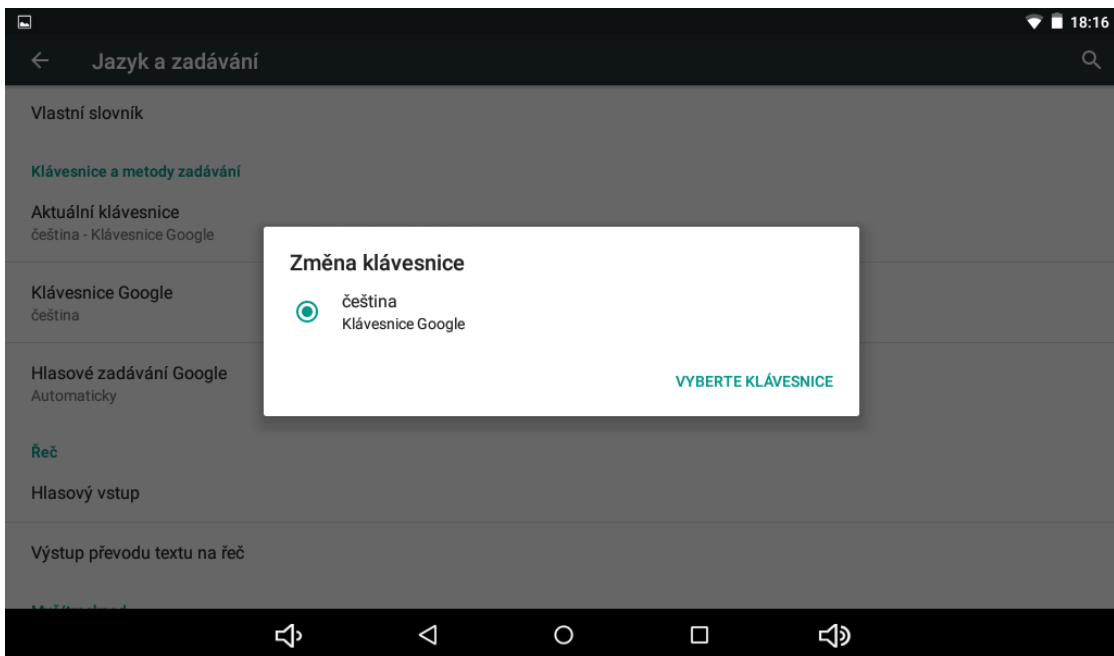 18:16
Jazyk a zadávání
Vlastní slovník
Klávesnice a metody zadávání
Aktuální klávesnice
čeština - Klávesnice Google
Klávesnice Google
čeština
Hlasové zadávání Google
Automaticky
Řeč
Hlasový vstup
Výstup převodu textu na řeč
Změna klávesnice
čeština
Klávesnice Google
VYBERTE KLÁVESNICE